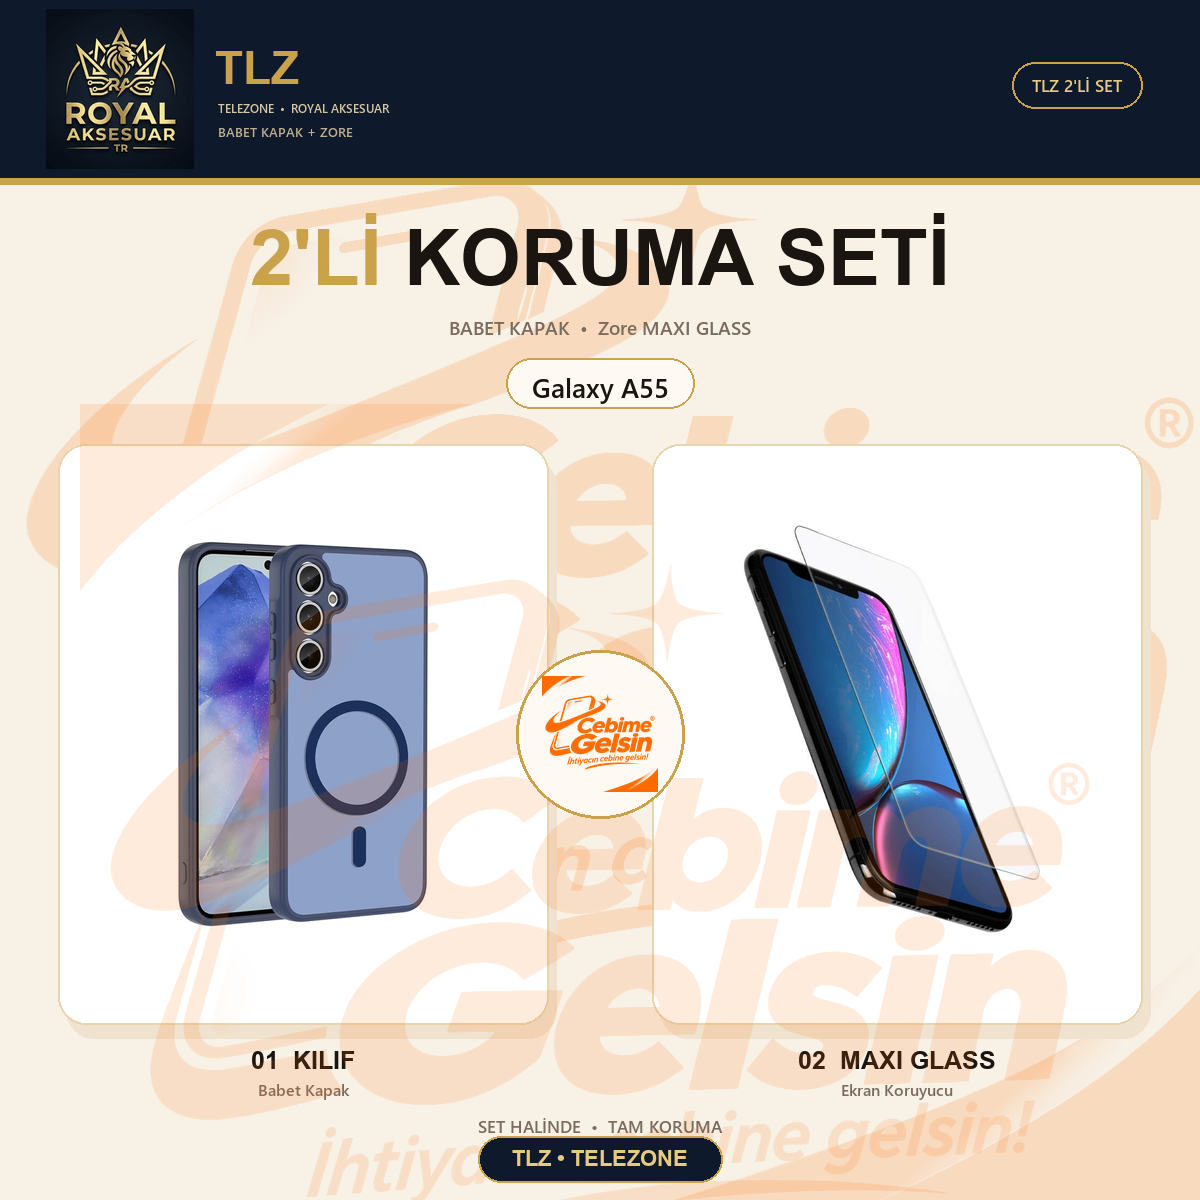 ROYAL
AKSESUAR
TR
TLZ
TELEZONE • ROYAL AKSESUAR
BABET KAPAK + ZORE
TLZ 2'Lİ SET
2'Lİ KORUMA SETİ
BABET KAPAK • Zore MAXI GLASS
Galaxy A55
Cebime
Gelsin
İhtiyacın cebine gelsin!
Cebime
Gelsin
®
01 KILIF
Babet Kapak
02 MAXI GLASS
Ekran Koruyucu
SET HALİNDE • TAM KORUMA
TLZ • TELEZONE